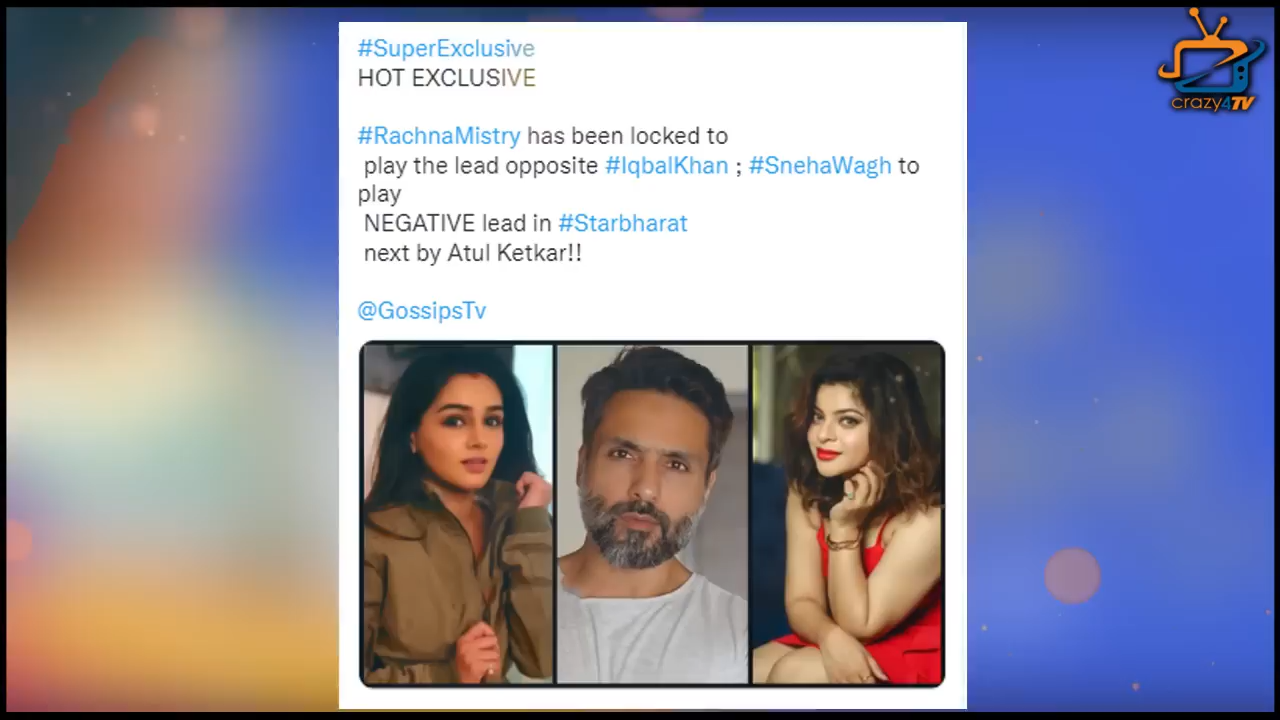 #SuperExclusive
HOT EXCLUSIVE
#RachnaMistry has been locked to
play the lead opposite #IqbalKhan ; #SnehaWagh to
play
NEGATIVE lead in #Starbharat
next by Atul Ketkar!!
@GossipsTv
crazy4TV